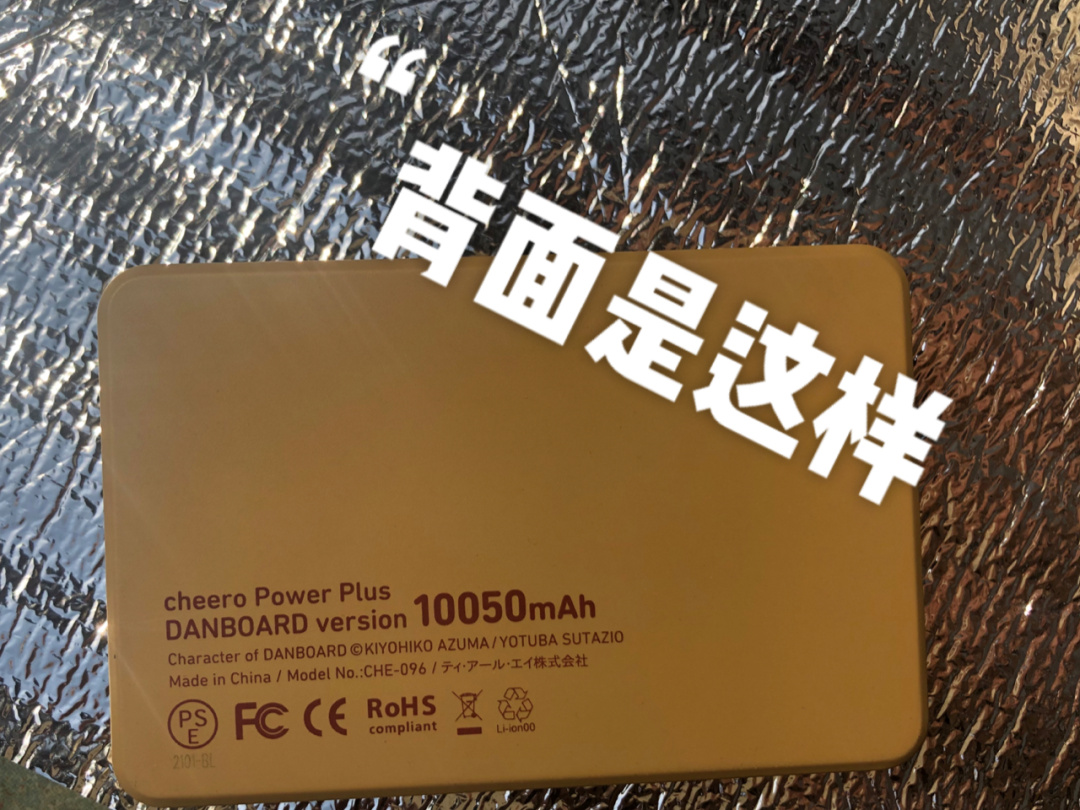 “
背面是这样
cheero Power Plus
DANBOARD version 10050mAh
Character of DANBOARD ©KIYOHIKO AZUMA/YOTUBA SUTAZIO
Made in China / Model No.:CHE-096 / ティ・アール・エイ株式会社
PSE FC CE RoHS compliant Li-ion00
2101-BL